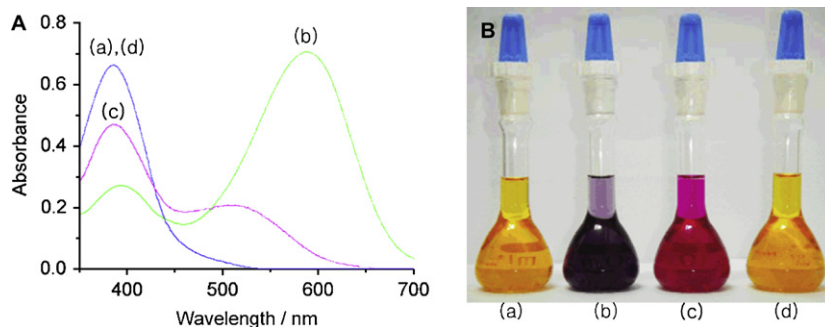 A
B
0.8
(a),(d)
(b)
0.6
(c)
0.4
0.2
0.0
Absorbance
400
500
600
700
Wavelength / nm
(a)
(b)
(c)
(d)